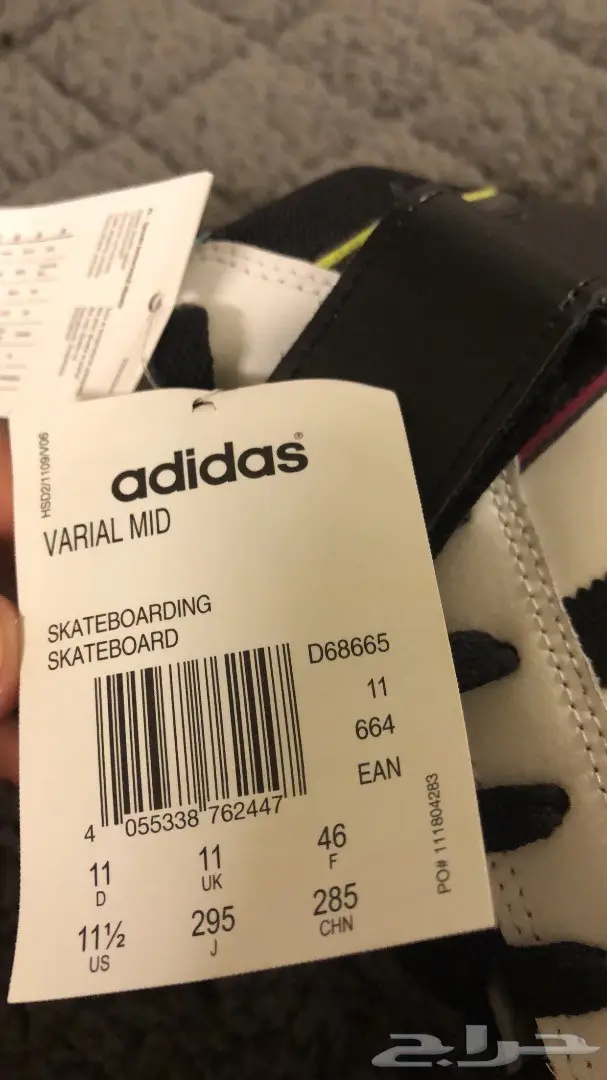 HSD2/1109/V06
adidas®
VARIAL MID
SKATEBOARDING
SKATEBOARD
D68665
11
664
EAN
4 055338 762447
11 11 46
D UK F
11½ 295 285
US J CHN
PO# 111804283
حراج